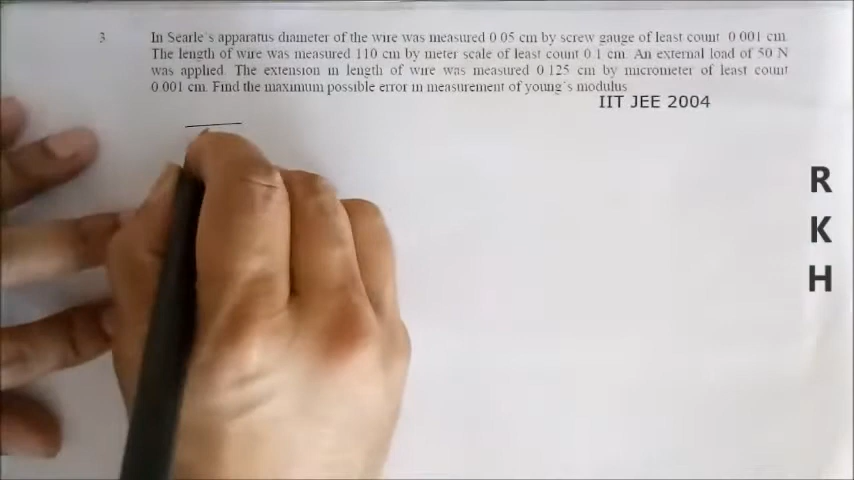 3 In Searle's apparatus diameter of the wire was measured 0 05 cm by screw gauge of least count 0 001 cm
The length of wire was measured 110 cm by meter scale of least count 0 1 cm. An external load of 50 N
was applied The extension in length of wire was measured 0 125 cm by micrometer of least count
0 001 cm. Find the maximum possible error in measurement of young's modulus
IIT JEE 2004
R
K
H